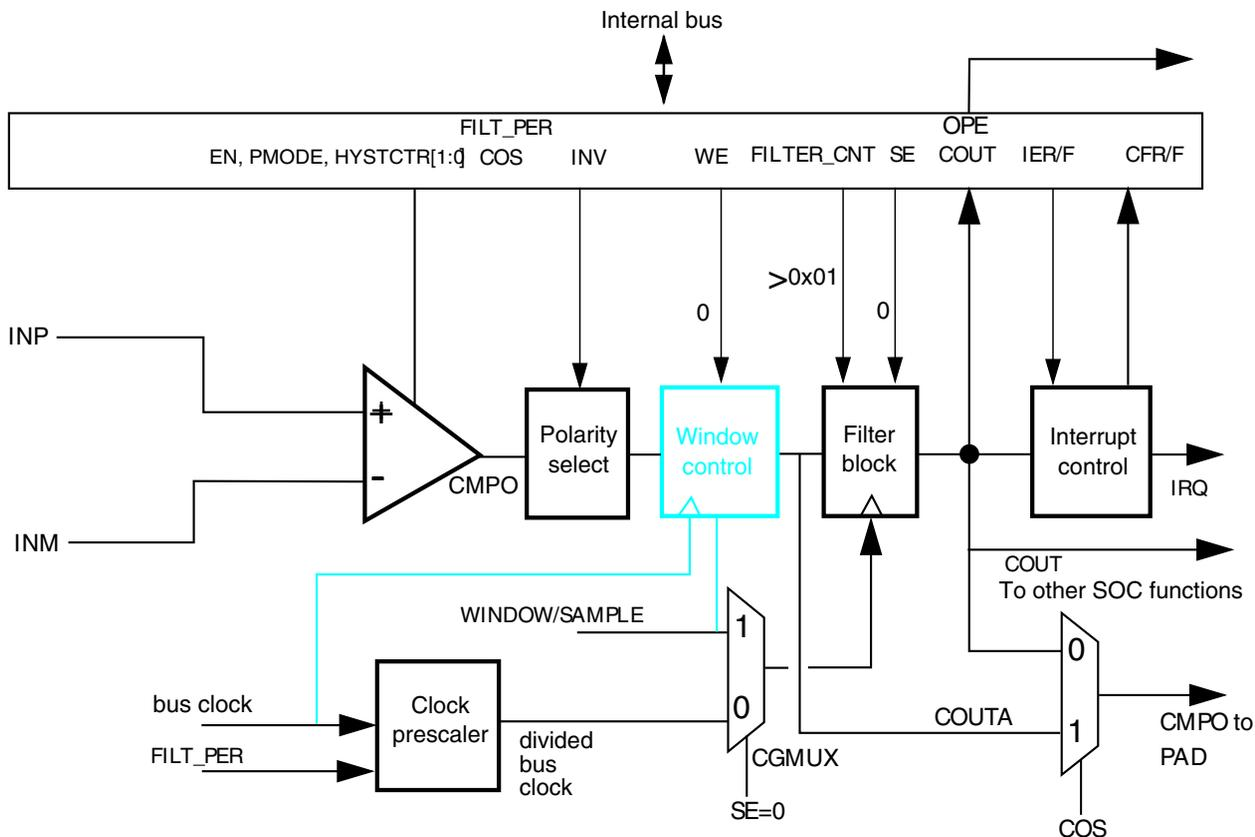 Internal bus
FILT_PER
OPE
EN, PMODE, HYSTCTR[1:0] COS INV WE FILTER_CNT SE COUT IER/F CFR/F
>0x01
0
0
INP
+
-
INM
CMPO
Polarity
select
Window
control
Filter
block
Interrupt
control
IRQ
COUT
To other SOC functions
WINDOW/SAMPLE
1
0
bus clock
FILT_PER
Clock
prescaler
divided
bus
clock
CGMUX
SE=0
COUTA
0
1
CMPO to
PAD
COS